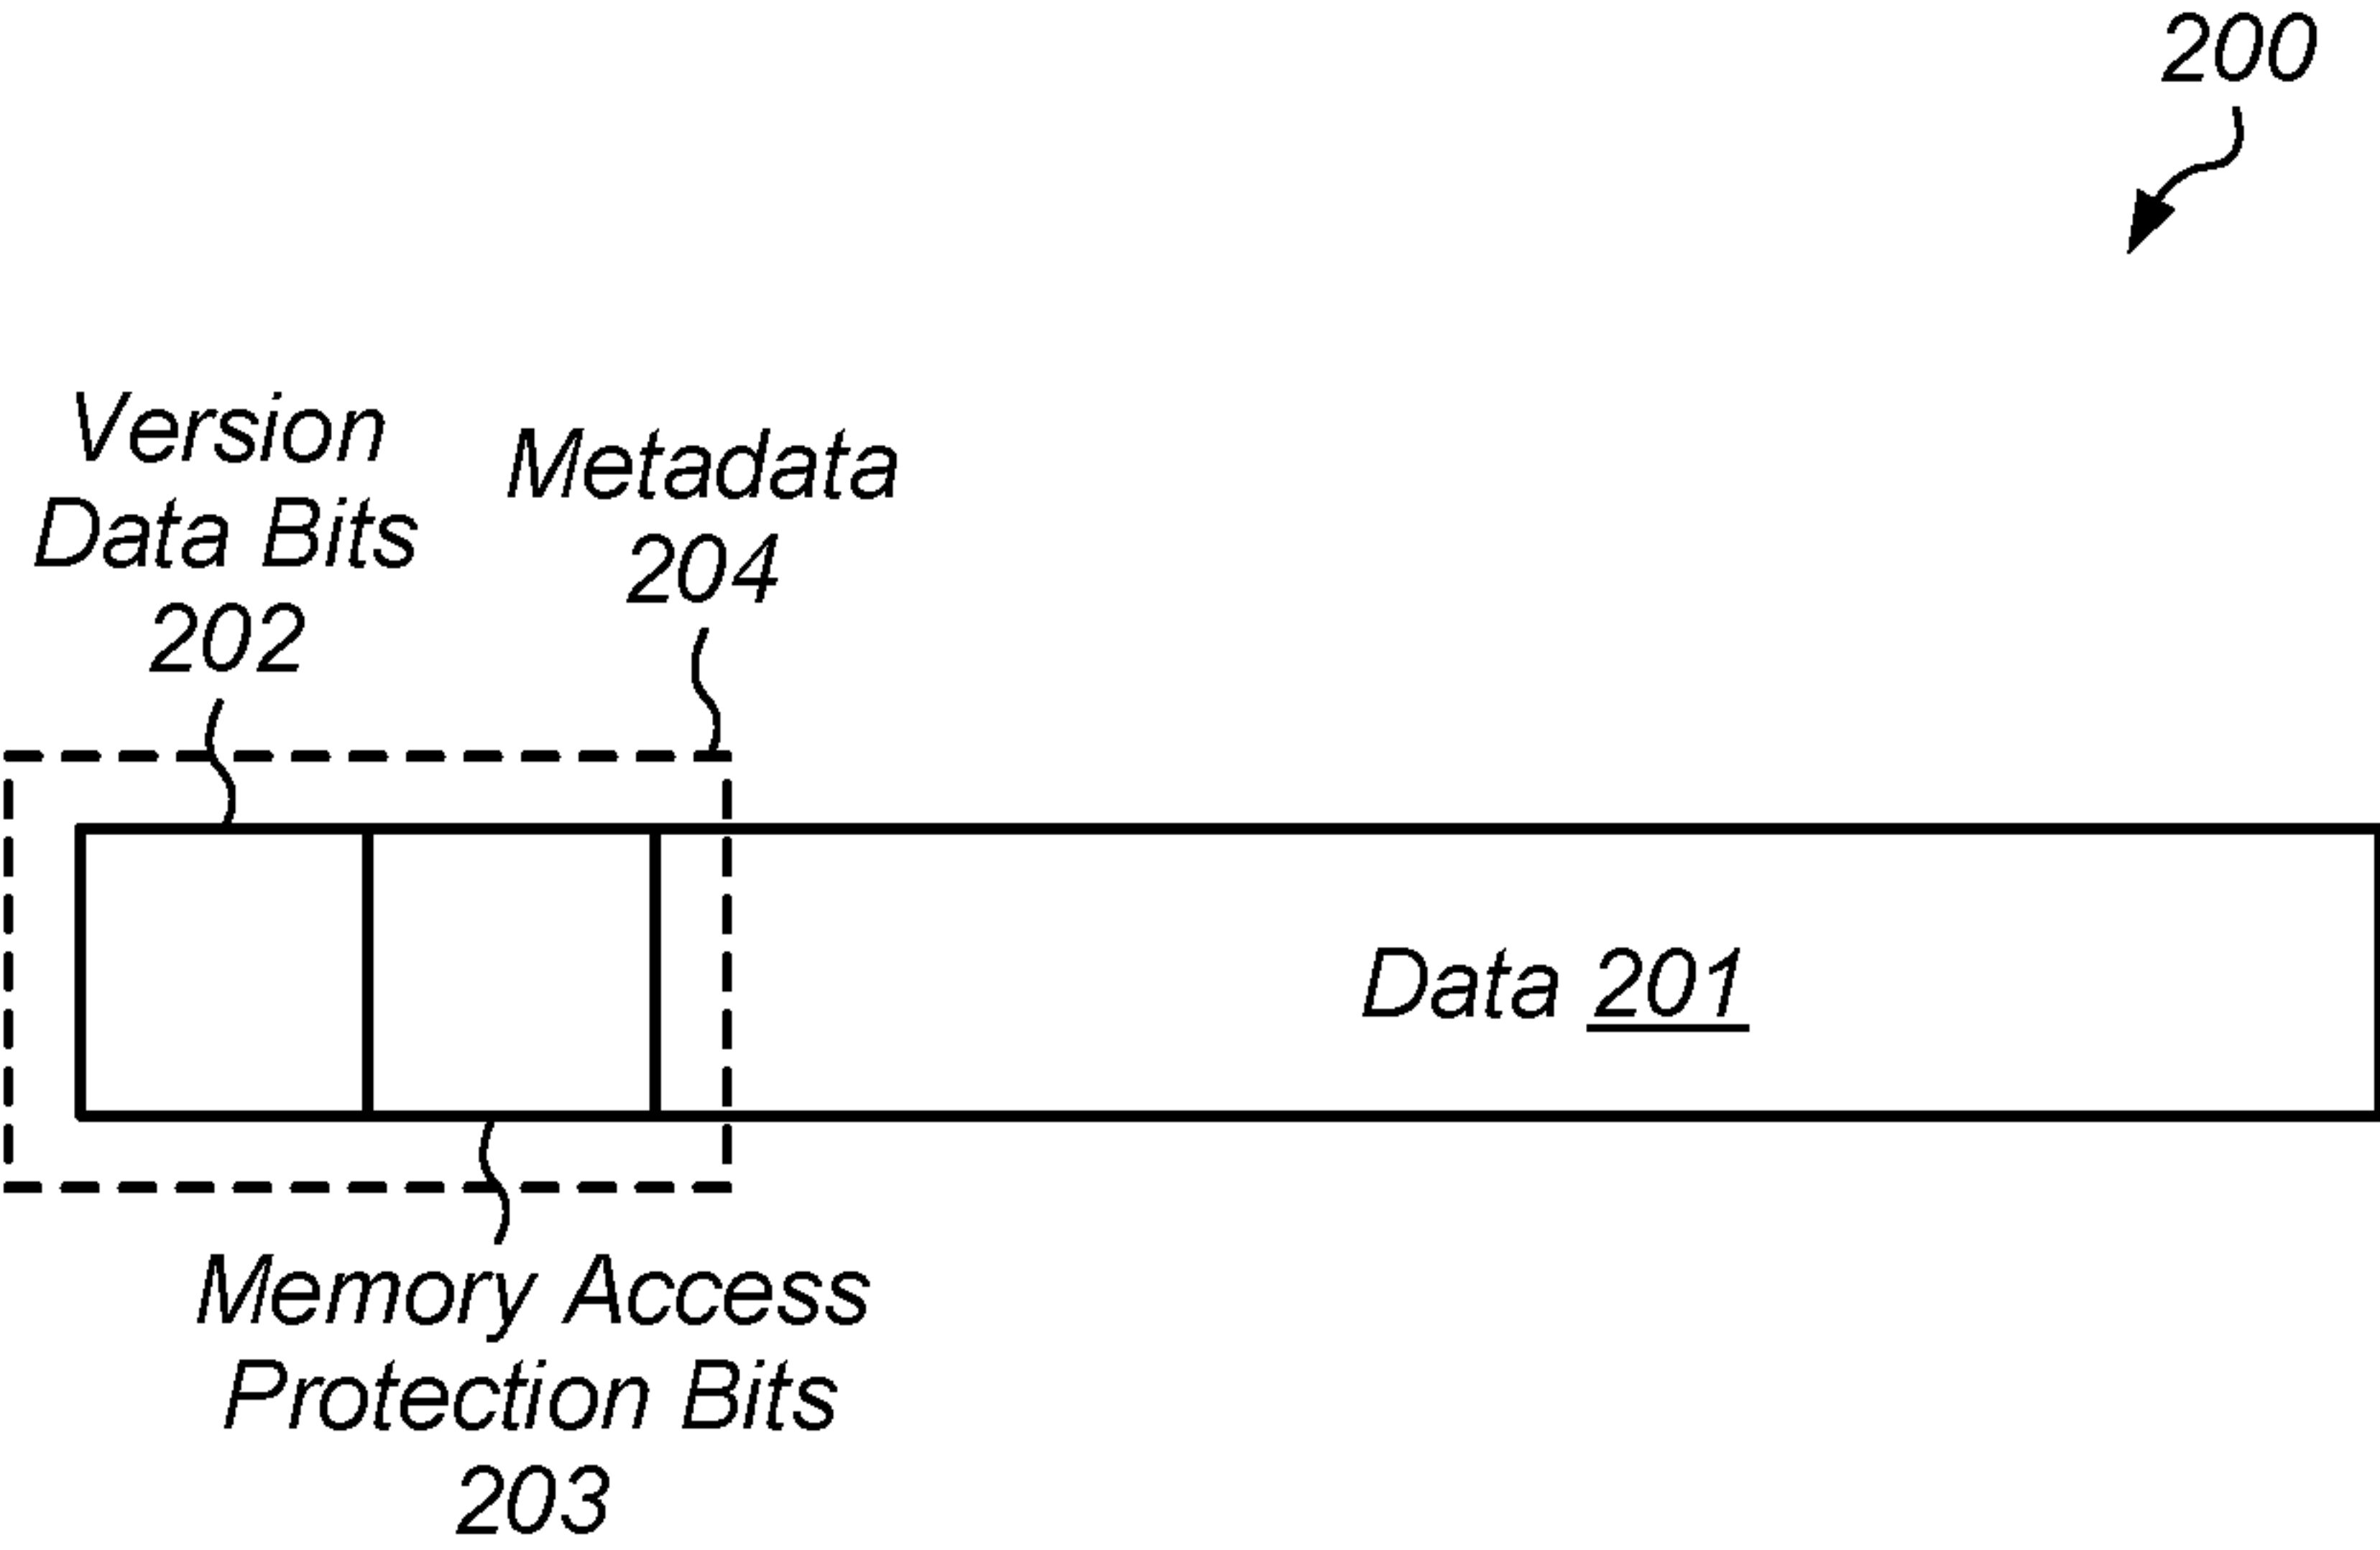 200
Version
Data Bits
202
Metadata
204
Data 201
Memory Access
Protection Bits
203